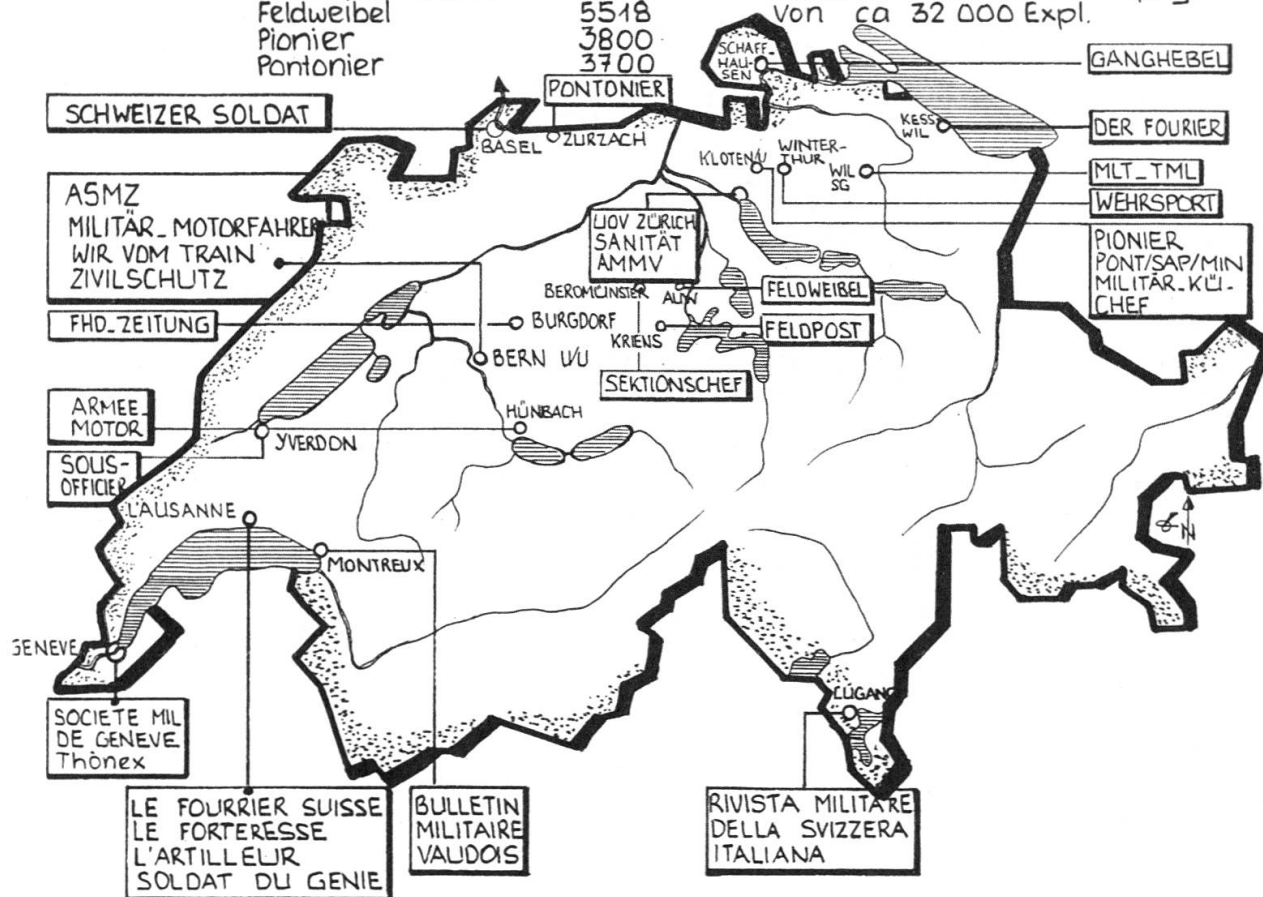 Feldweibel 5518 von ca 32 000 Expl.
Pionier 3800
Pontonier 3700
SCHAFF-
HAU-
SEN
GANGHEBEL
PONTONIER
SCHWEIZER SOLDAT
BASEL
ZURZACH
KESS
WIL
DER FOURIER
KLOTEN/U
WINTER-
THUR
WIL
SG
MLT_TML
WEHRSPORT
ASMZ
MILITÄR_MOTORFAHRER
WIR VOM TRAIN
ZIVILSCHUTZ
UOV ZÜRICH
SANITÄT
AMMV
PIONIER
PONT/SAP/MIN
MILITÄR_KÜ-
CHEF
BEROMÜNSTER
AUW
FELDWEIBEL
FHD_ZEITUNG
BURGDORF
KRIENS
FELDPOST
BERN U/U
SEKTIONSCHEF
ARMEE_
MOTOR
HÜNBACH
YVERDON
SOUS-
OFFICIER
LAUSANNE
N
MONTREUX
GENEVE
LUGANO
SOCIETE MIL
DE GENEVE
Thônex
LE FOURRIER SUISSE
LE FORTERESSE
L'ARTILLEUR
SOLDAT DU GENIE
BULLETIN
MILITAIRE
VAUDOIS
RIVISTA MILITARE
DELLA SVIZZERA
ITALIANA